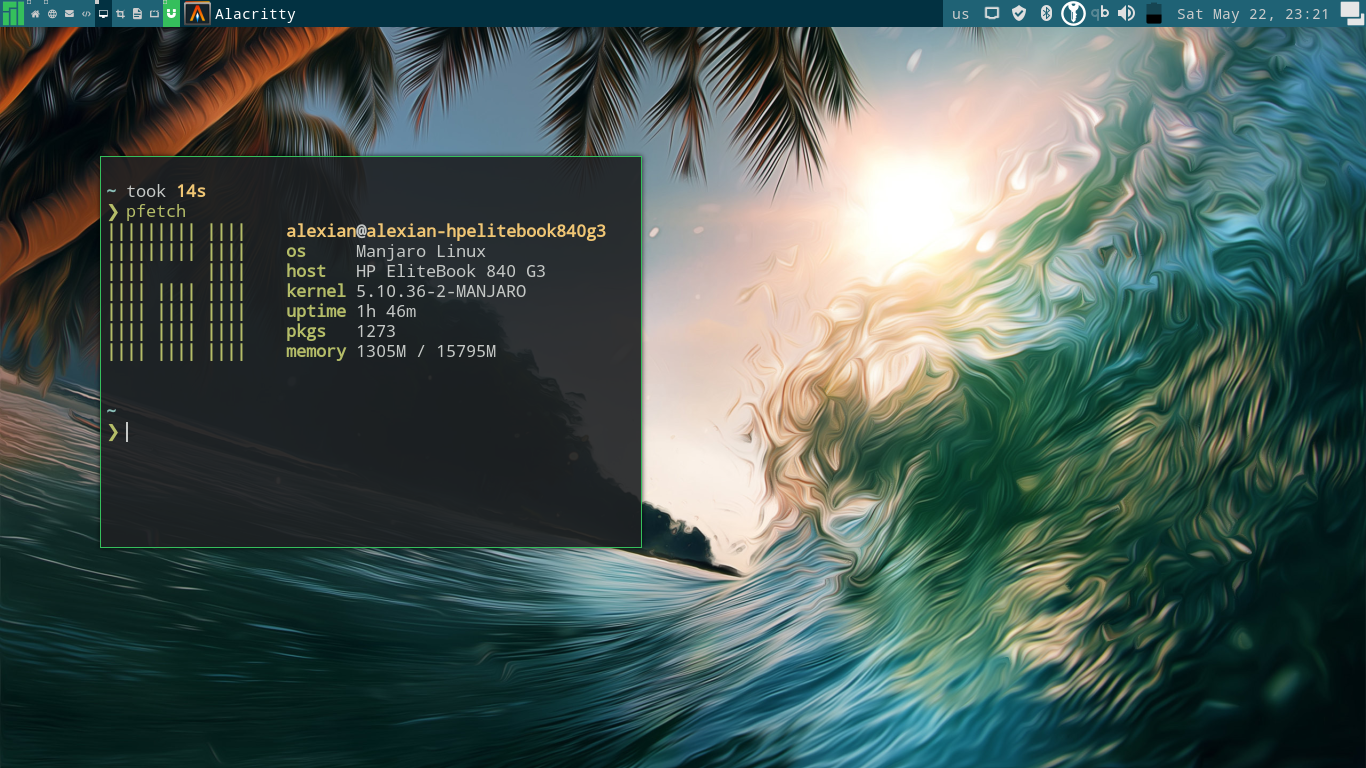 Alacritty
us
qb
Sat May 22, 23:21
~ took 14s
❯ pfetch
alexian@alexian-hpelitebook840g3
os Manjaro Linux
host HP EliteBook 840 G3
kernel 5.10.36-2-MANJARO
uptime 1h 46m
pkgs 1273
memory 1305M / 15795M
~
❯